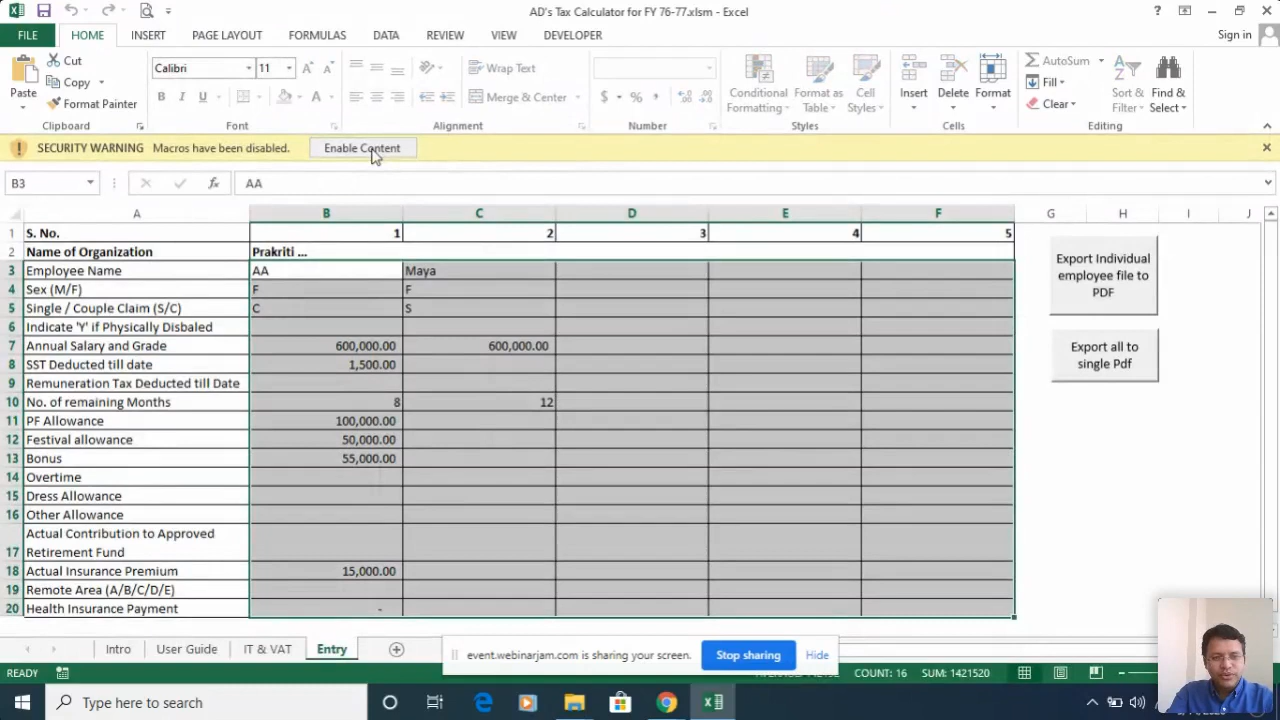 AD's Tax Calculator for FY 76-77.xlsm - Excel
FILE HOME INSERT PAGE LAYOUT FORMULAS DATA REVIEW VIEW DEVELOPER Sign in
Paste Cut Copy Format Painter
Clipboard
Calibri 11
B I U A
Font
Wrap Text
Merge & Center
Alignment
$ % ,
Number
Conditional Formatting
Format as Table
Cell Styles
Styles
Insert Delete Format
Cells
AutoSum
Fill
Clear
Sort & Filter
Find & Select
Editing
SECURITY WARNING Macros have been disabled. Enable Content
B3 fx AA
A B C D E F G H I J
1 S. No. 1 2 3 4 5
2 Name of Organization Prakriti ...
3 Employee Name AA Maya
4 Sex (M/F) F F
5 Single / Couple Claim (S/C) C S
6 Indicate 'Y' if Physically Disbaled
7 Annual Salary and Grade 600,000.00 600,000.00
8 SST Deducted till date 1,500.00
9 Remuneration Tax Deducted till Date
10 No. of remaining Months 8 12
11 PF Allowance 100,000.00
12 Festival allowance 50,000.00
13 Bonus 55,000.00
14 Overtime
15 Dress Allowance
16 Other Allowance
Actual Contribution to Approved
17 Retirement Fund
18 Actual Insurance Premium 15,000.00
19 Remote Area (A/B/C/D/E)
20 Health Insurance Payment -
Export Individual
employee file to
PDF
Export all to
single Pdf
Intro User Guide IT & VAT Entry
event.webinarjam.com is sharing your screen. Stop sharing Hide
READY COUNT: 16 SUM: 1421520
Type here to search